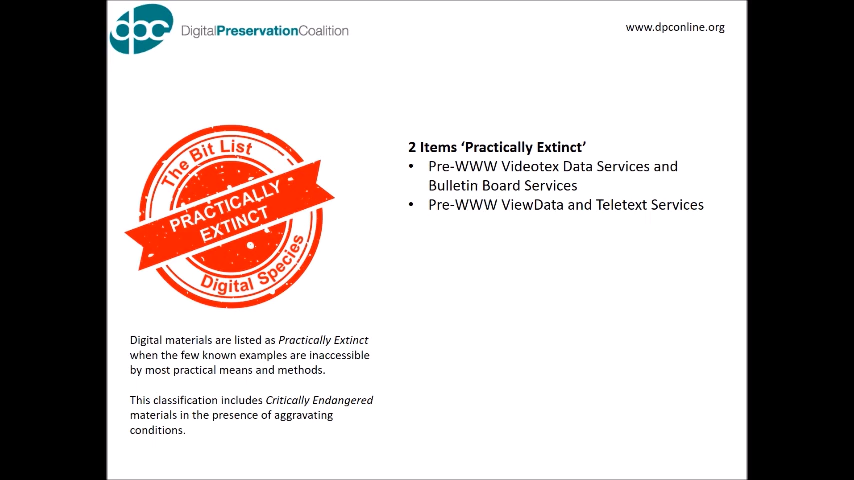 dpc DigitalPreservationCoalition
www.dpconline.org
The Bit List
PRACTICALLY
EXTINCT
Digital Species
2 Items ‘Practically Extinct’
• Pre-WWW Videotex Data Services and
Bulletin Board Services
• Pre-WWW ViewData and Teletext Services
Digital materials are listed as Practically Extinct
when the few known examples are inaccessible
by most practical means and methods.
This classification includes Critically Endangered
materials in the presence of aggravating
conditions.